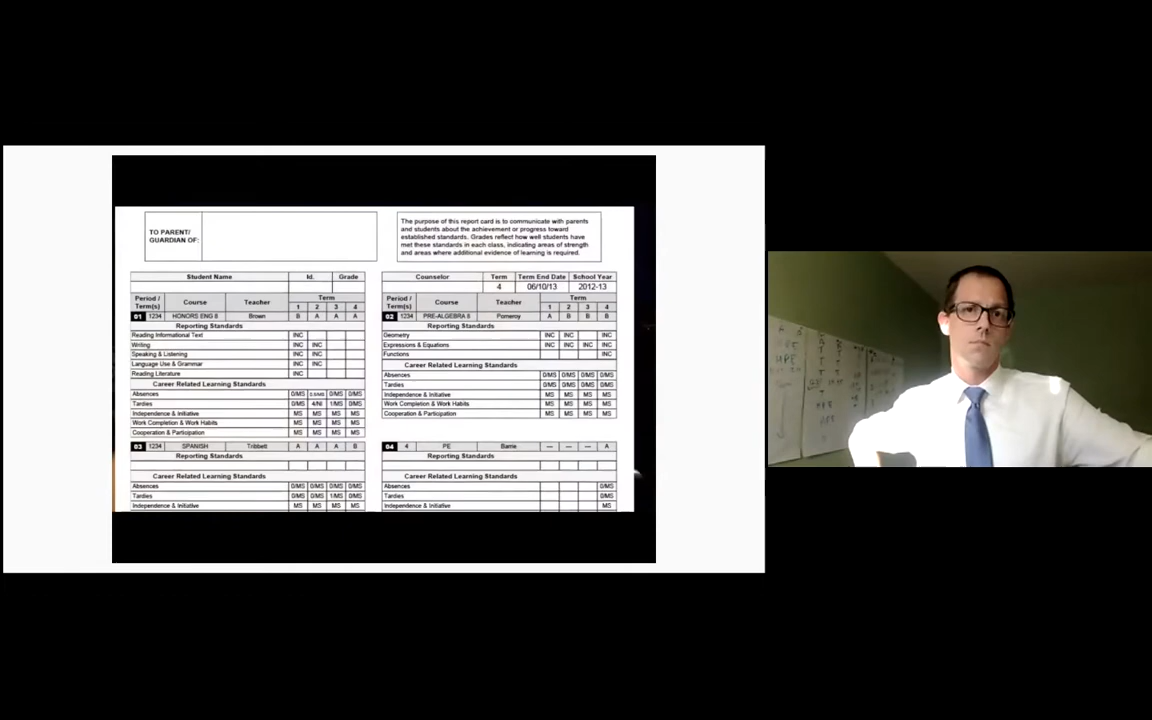 TO PARENT/
GUARDIAN OF:
The purpose of this report card is to communicate with parents
and students about the achievement or progress toward
established standards. Grades reflect how well students have
met these standards in each class, indicating areas of strength
and areas where additional evidence of learning is required.
Student Name Id. Grade
Counselor Term Term End Date School Year
4 06/10/13 2012-13
Period / Term(s) Course Teacher Term
1 2 3 4
01 1234 HONORS ENG 8 Brown B A A A
Reporting Standards
Reading Informational Text INC
Writing INC INC
Speaking & Listening INC INC
Language Use & Grammar INC INC
Reading Literature INC
Career Related Learning Standards
Absences 0/MS 0/MS 0/MS
Tardies 0/MS 4/NI 1/MS 0/MS
Independence & Initiative MS MS MS MS
Work Completion & Work Habits MS MS MS MS
Cooperation & Participation MS MS MS MS
Period / Term(s) Course Teacher Term
1 2 3 4
02 1234 PRE-ALGEBRA 8 Pomeroy A B B B
Reporting Standards
Geometry INC INC INC
Expressions & Equations INC INC INC INC
Functions INC
Career Related Learning Standards
Absences 0/MS 0/MS 0/MS 0/MS
Tardies 0/MS 0/MS 0/MS 0/MS
Independence & Initiative MS MS MS MS
Work Completion & Work Habits MS MS MS MS
Cooperation & Participation MS MS MS MS
03 1234 SPANISH Tribbett A A A B
Reporting Standards
Career Related Learning Standards
Absences 0/MS 0/MS 0/MS 0/MS
Tardies 0/MS 0/MS 1/MS 0/MS
Independence & Initiative MS MS MS MS
04 4 PE Barrie — — — A
Reporting Standards
Career Related Learning Standards
Absences 0/MS
Tardies 0/MS
Independence & Initiative MS